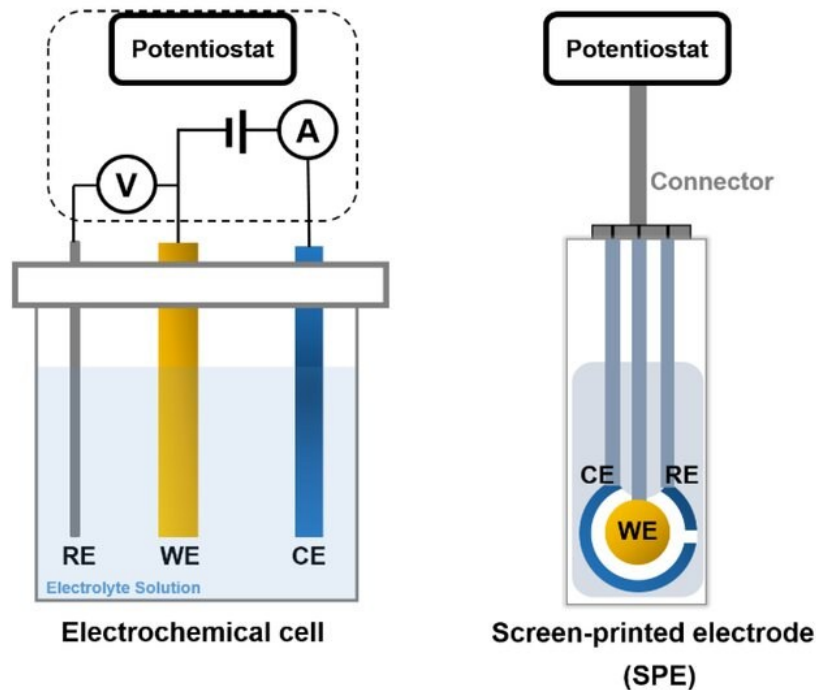 Potentiostat
A
V
RE
WE
CE
Electrolyte Solution
Electrochemical cell
Potentiostat
Connector
CE
RE
WE
Screen-printed electrode
(SPE)